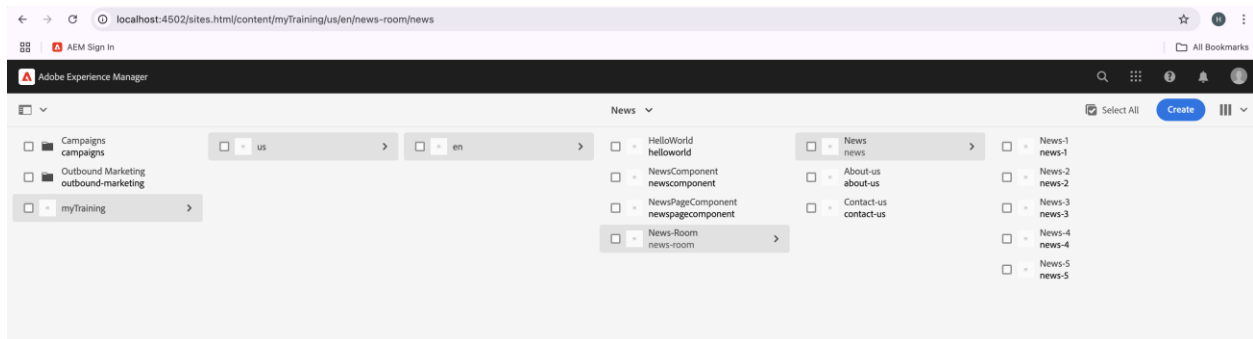 localhost:4502/sites.html/content/myTraining/us/en/news-room/news
H
AEM Sign In
All Bookmarks
Adobe Experience Manager
News
Select All
Create
Campaigns
campaigns
Outbound Marketing
outbound-marketing
myTraining
us
en
HelloWorld
helloworld
NewsComponent
newscomponent
NewsPageComponent
newspagecomponent
News-Room
news-room
News
news
About-us
about-us
Contact-us
contact-us
News-1
news-1
News-2
news-2
News-3
news-3
News-4
news-4
News-5
news-5